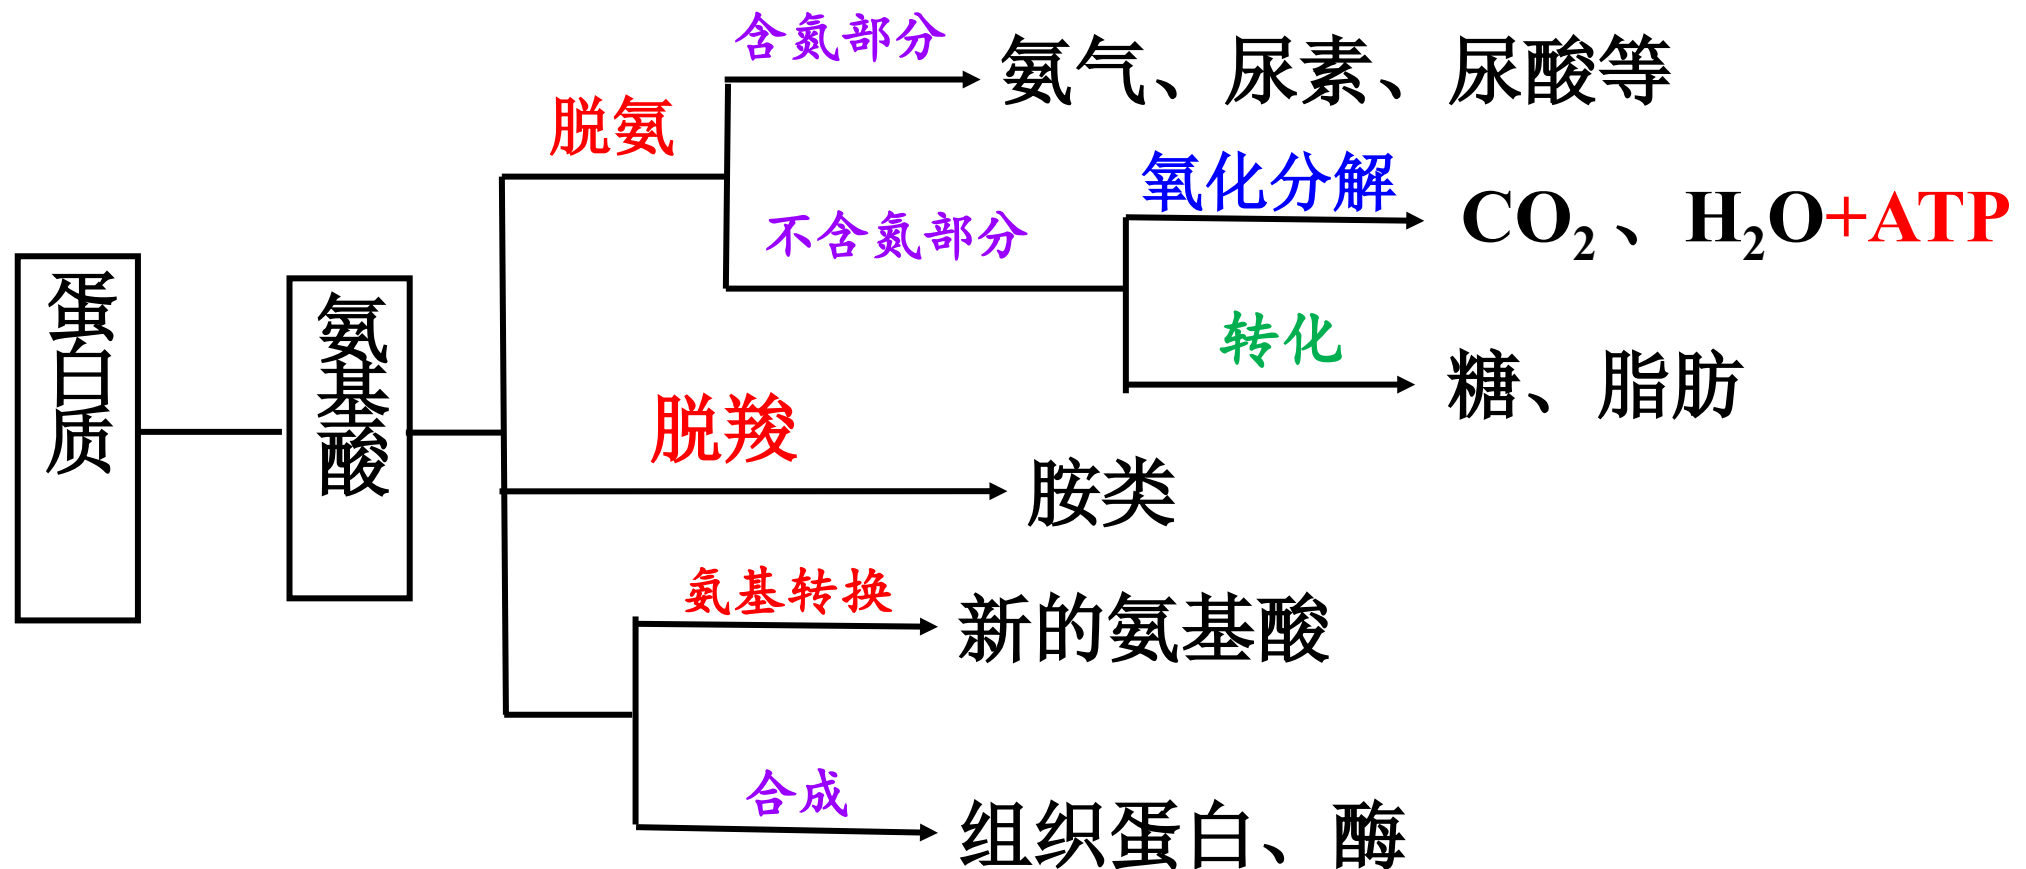 含氮部分
氨气、尿素、尿酸等
脱氨
氧化分解
CO₂、H₂O+ATP
不含氮部分
蛋白质
氨基酸
转化
糖、脂肪
脱羧
胺类
氨基转换
新的氨基酸
合成
组织蛋白、酶